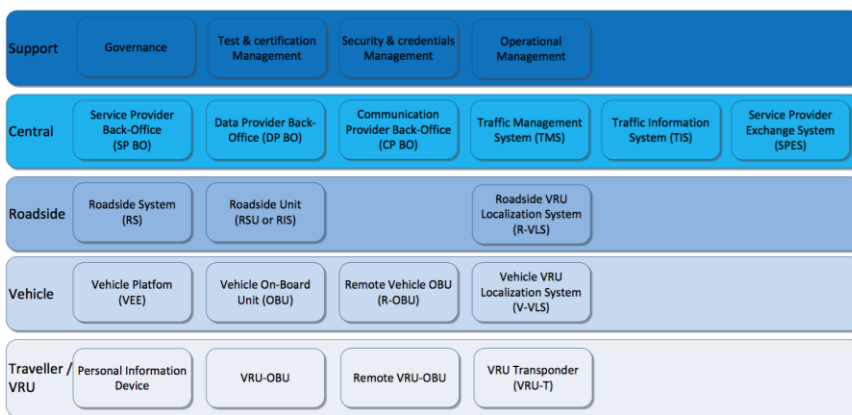 Support
Governance
Test & certification
Management
Security & credentials
Management
Operational
Management
Central
Service Provider
Back-Office
(SP BO)
Data Provider Back-
Office (DP BO)
Communication
Provider Back-Office
(CP BO)
Traffic Management
System (TMS)
Traffic Information
System (TIS)
Service Provider
Exchange System
(SPES)
Roadside
Roadside System
(RS)
Roadside Unit
(RSU or RIS)
Roadside VRU
Localization System
(R-VLS)
Vehicle
Vehicle Platfom
(VEE)
Vehicle On-Board
Unit (OBU)
Remote Vehicle OBU
(R-OBU)
Vehicle VRU
Localization System
(V-VLS)
Traveller /
VRU
Personal Information
Device
VRU-OBU
Remote VRU-OBU
VRU Transponder
(VRU-T)